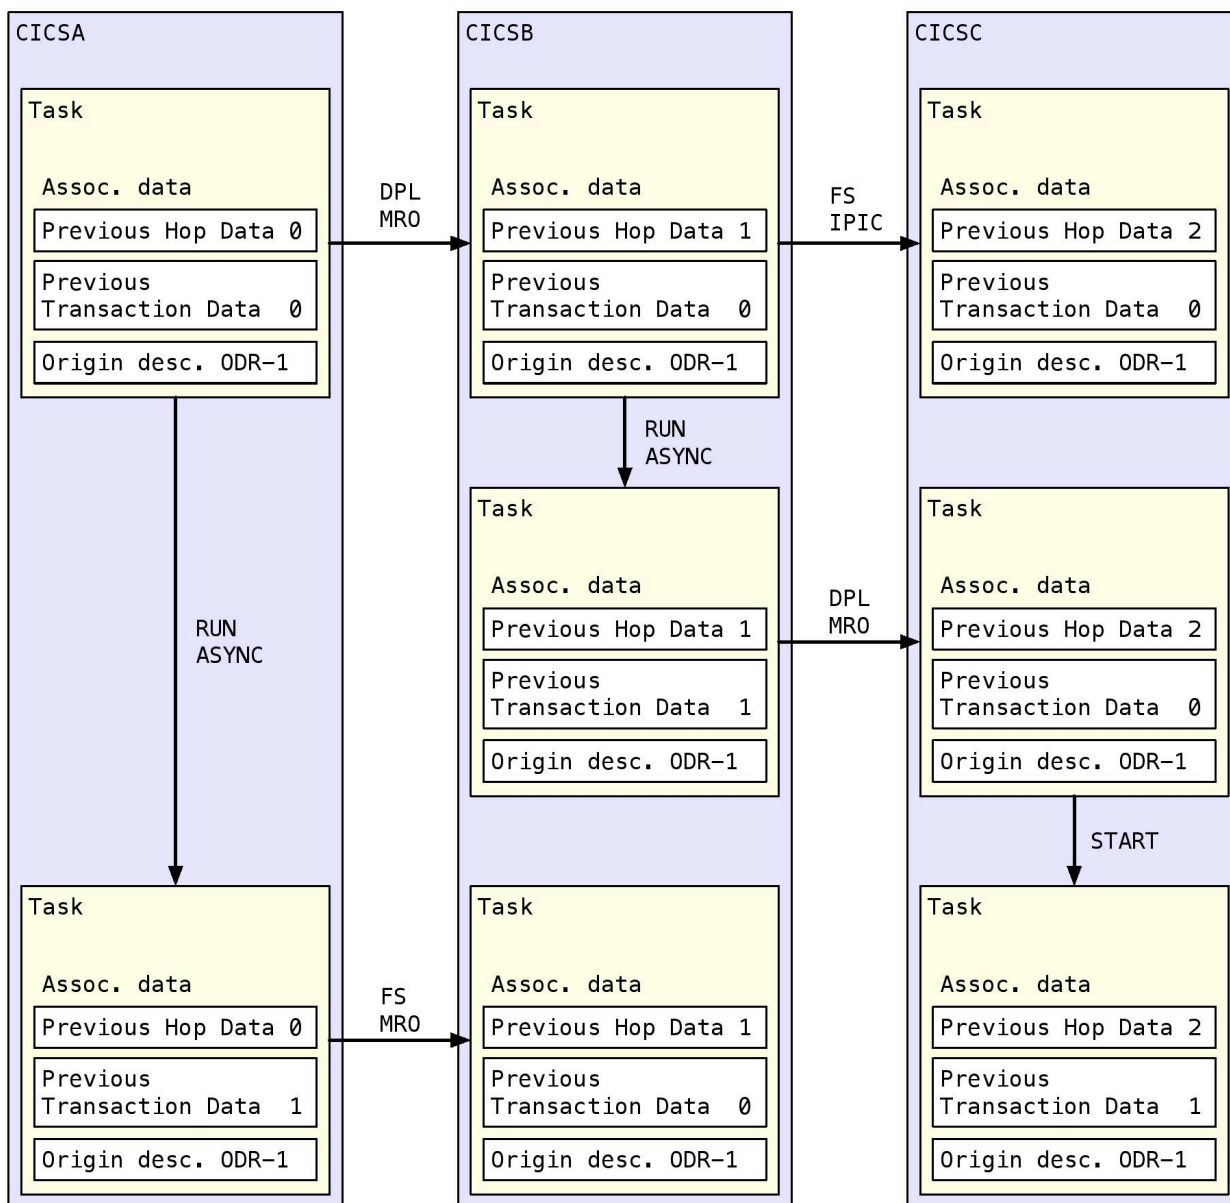 CICSA
Task
Assoc. data
Previous Hop Data 0
Previous
Transaction Data 0
Origin desc. ODR-1
RUN
ASYNC
Task
Assoc. data
Previous Hop Data 0
Previous
Transaction Data 1
Origin desc. ODR-1
DPL
MRO
FS
MRO
CICSB
Task
Assoc. data
Previous Hop Data 1
Previous
Transaction Data 0
Origin desc. ODR-1
RUN
ASYNC
Task
Assoc. data
Previous Hop Data 1
Previous
Transaction Data 1
Origin desc. ODR-1
Task
Assoc. data
Previous Hop Data 1
Previous
Transaction Data 0
Origin desc. ODR-1
FS
IPIC
DPL
MRO
CICSC
Task
Assoc. data
Previous Hop Data 2
Previous
Transaction Data 0
Origin desc. ODR-1
Task
Assoc. data
Previous Hop Data 2
Previous
Transaction Data 0
Origin desc. ODR-1
START
Task
Assoc. data
Previous Hop Data 2
Previous
Transaction Data 1
Origin desc. ODR-1